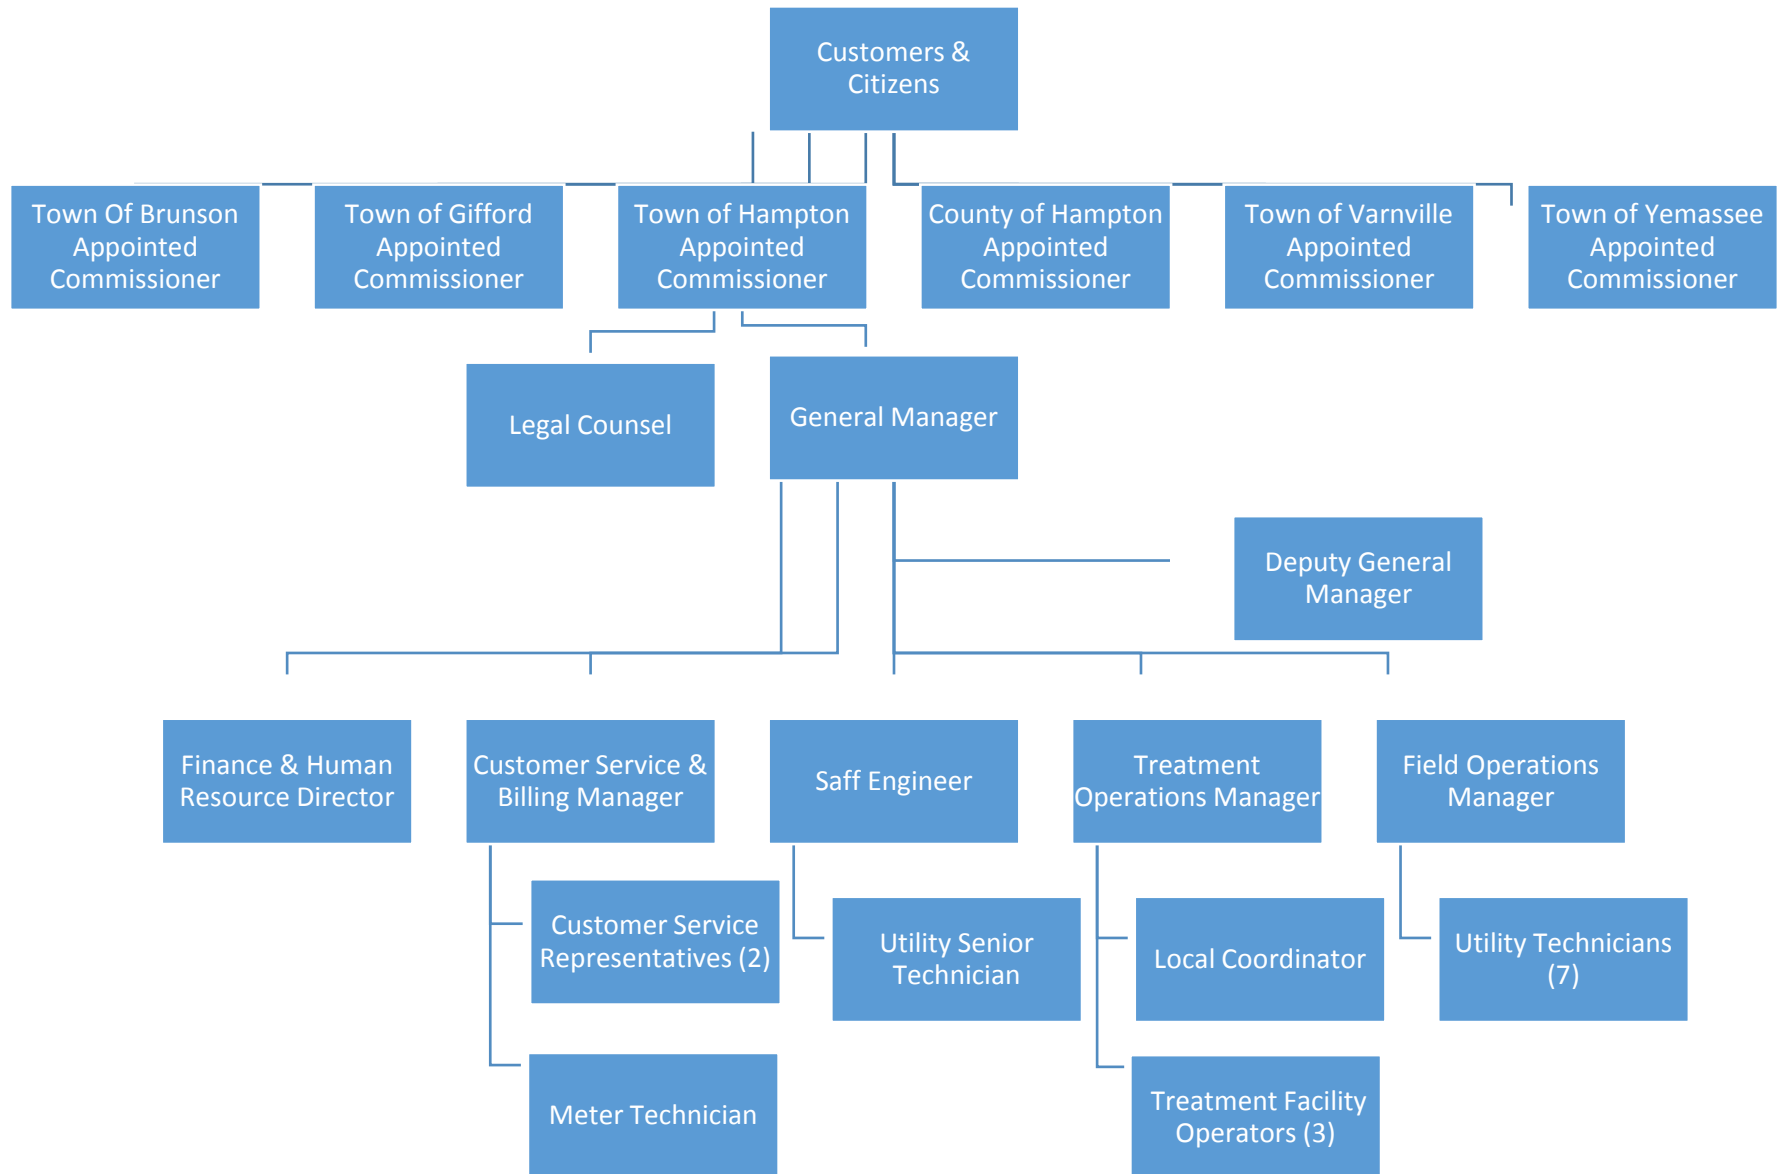 Customers &
Citizens
Town Of Brunson
Appointed
Commissioner
Town of Gifford
Appointed
Commissioner
Town of Hampton
Appointed
Commissioner
County of Hampton
Appointed
Commissioner
Town of Varnville
Appointed
Commissioner
Town of Yemassee
Appointed
Commissioner
Legal Counsel
General Manager
Deputy General
Manager
Finance & Human
Resource Director
Customer Service &
Billing Manager
Saff Engineer
Treatment
Operations Manager
Field Operations
Manager
Customer Service
Representatives (2)
Utility Senior
Technician
Local Coordinator
Utility Technicians
(7)
Meter Technician
Treatment Facility
Operators (3)